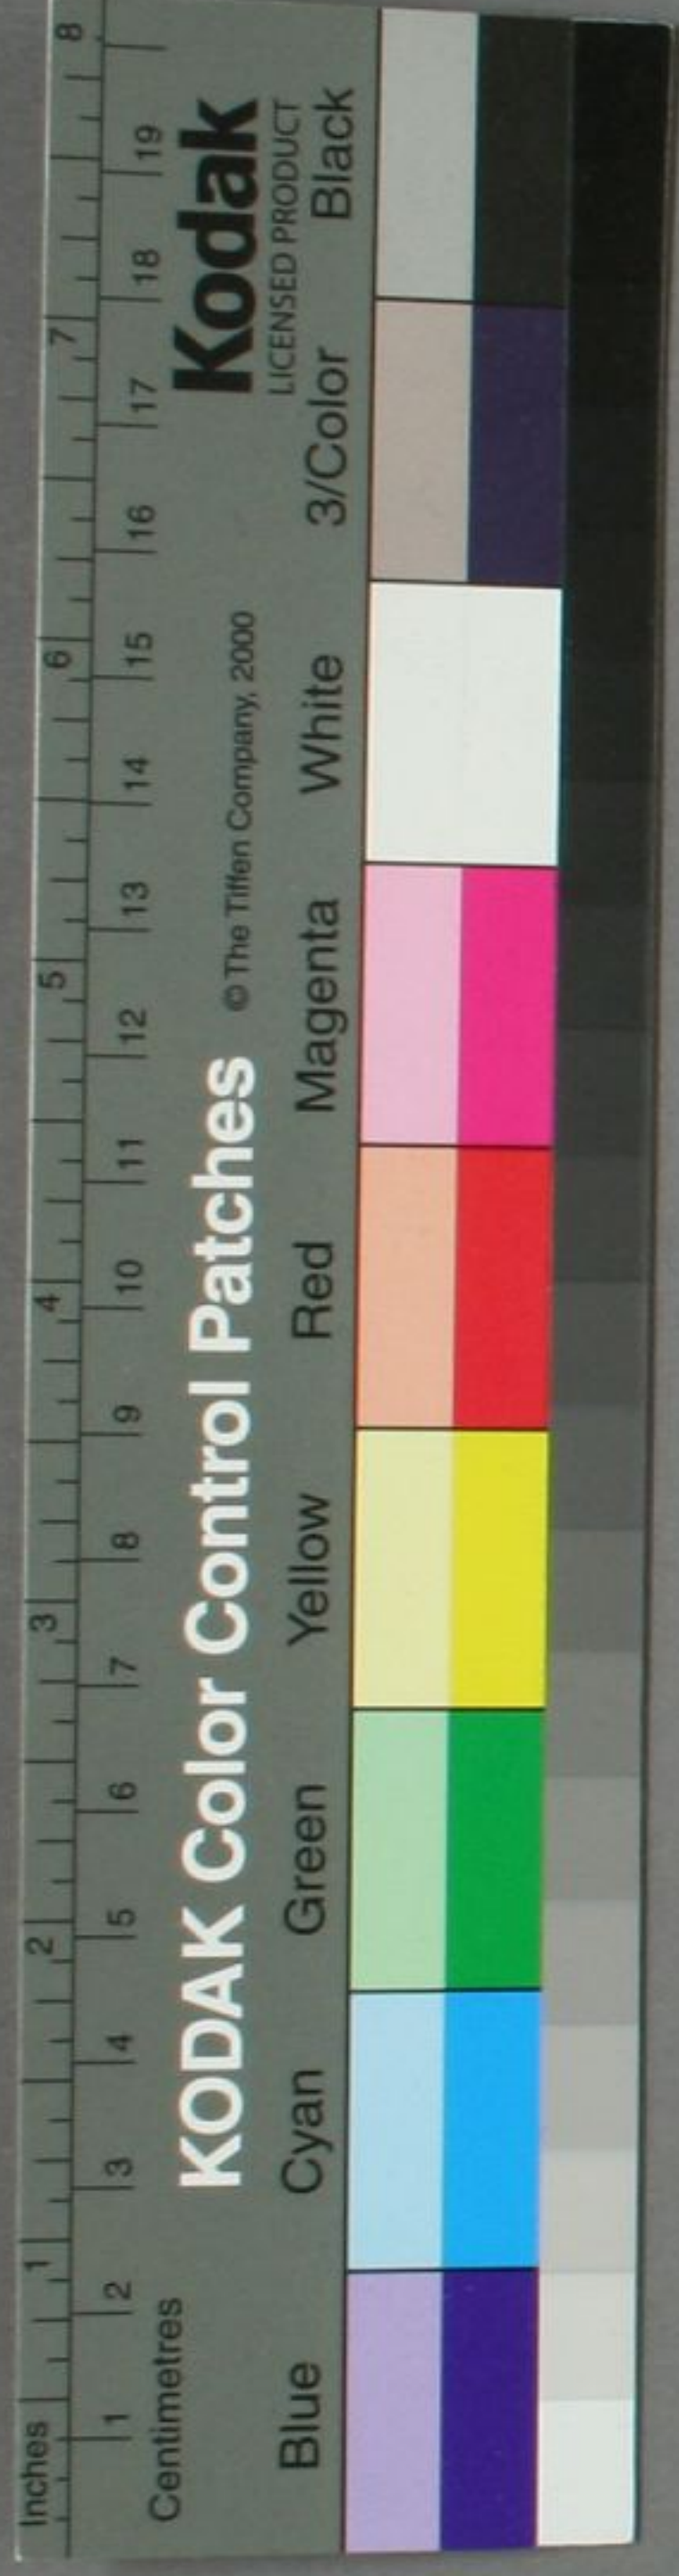 Inches 1 2 3 4 5 6 7 8
Centimetres 1 2 3 4 5 6 7 8 9 10 11 12 13 14 15 16 17 18 19
KODAK Color Control Patches © The Tiffen Company, 2000 Kodak
LICENSED PRODUCT
Blue Cyan Green Yellow Red Magenta White 3/Color Black